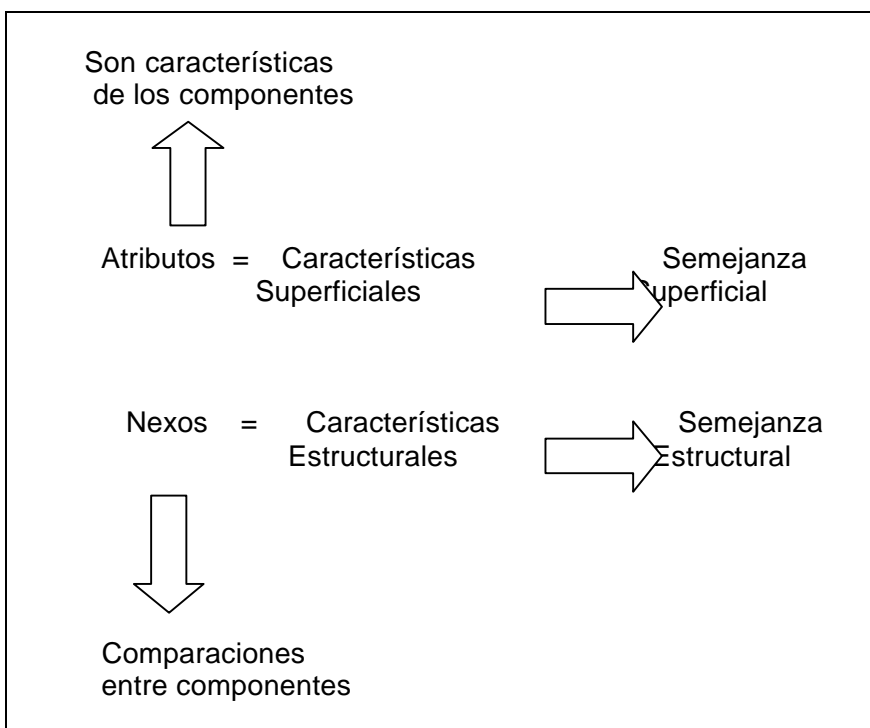 Son características
de los componentes
Atributos = Características Semejanza
Superficiales Superficial
Nexos = Características Semejanza
Estructurales Estructural
Comparaciones
entre componentes